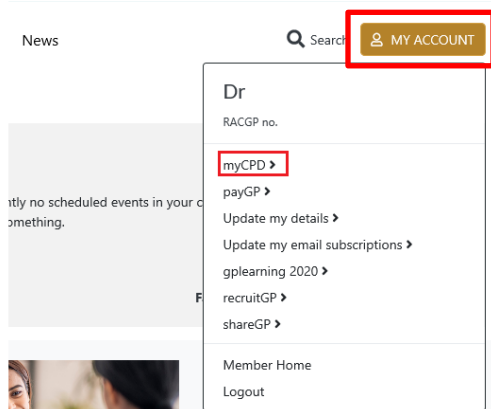 News
Search
MY ACCOUNT
Dr
RACGP no.
myCPD >
ntly no scheduled events in your c
payGP >
omething.
Update my details >
Update my email subscriptions >
gplearning 2020 >
F
recruitGP >
shareGP >
Member Home
Logout